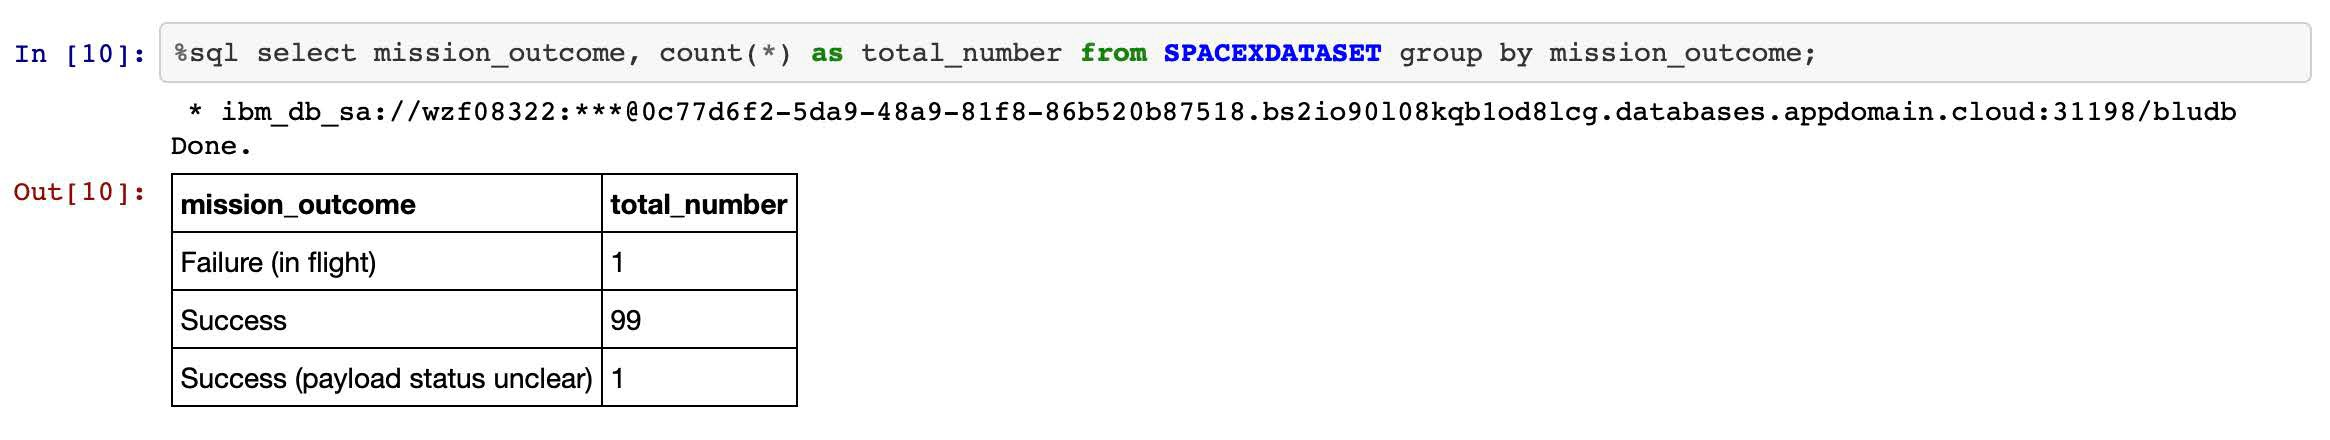 In [10]: %sql select mission_outcome, count(*) as total_number from SPACEXDATASET group by mission_outcome;
* ibm_db_sa://wzf08322:***@0c77d6f2-5da9-48a9-81f8-86b520b87518.bs2io90l08kqb1od8lcg.databases.appdomain.cloud:31198/bludb
Done.
Out[10]:
mission_outcome total_number
Failure (in flight) 1
Success 99
Success (payload status unclear) 1